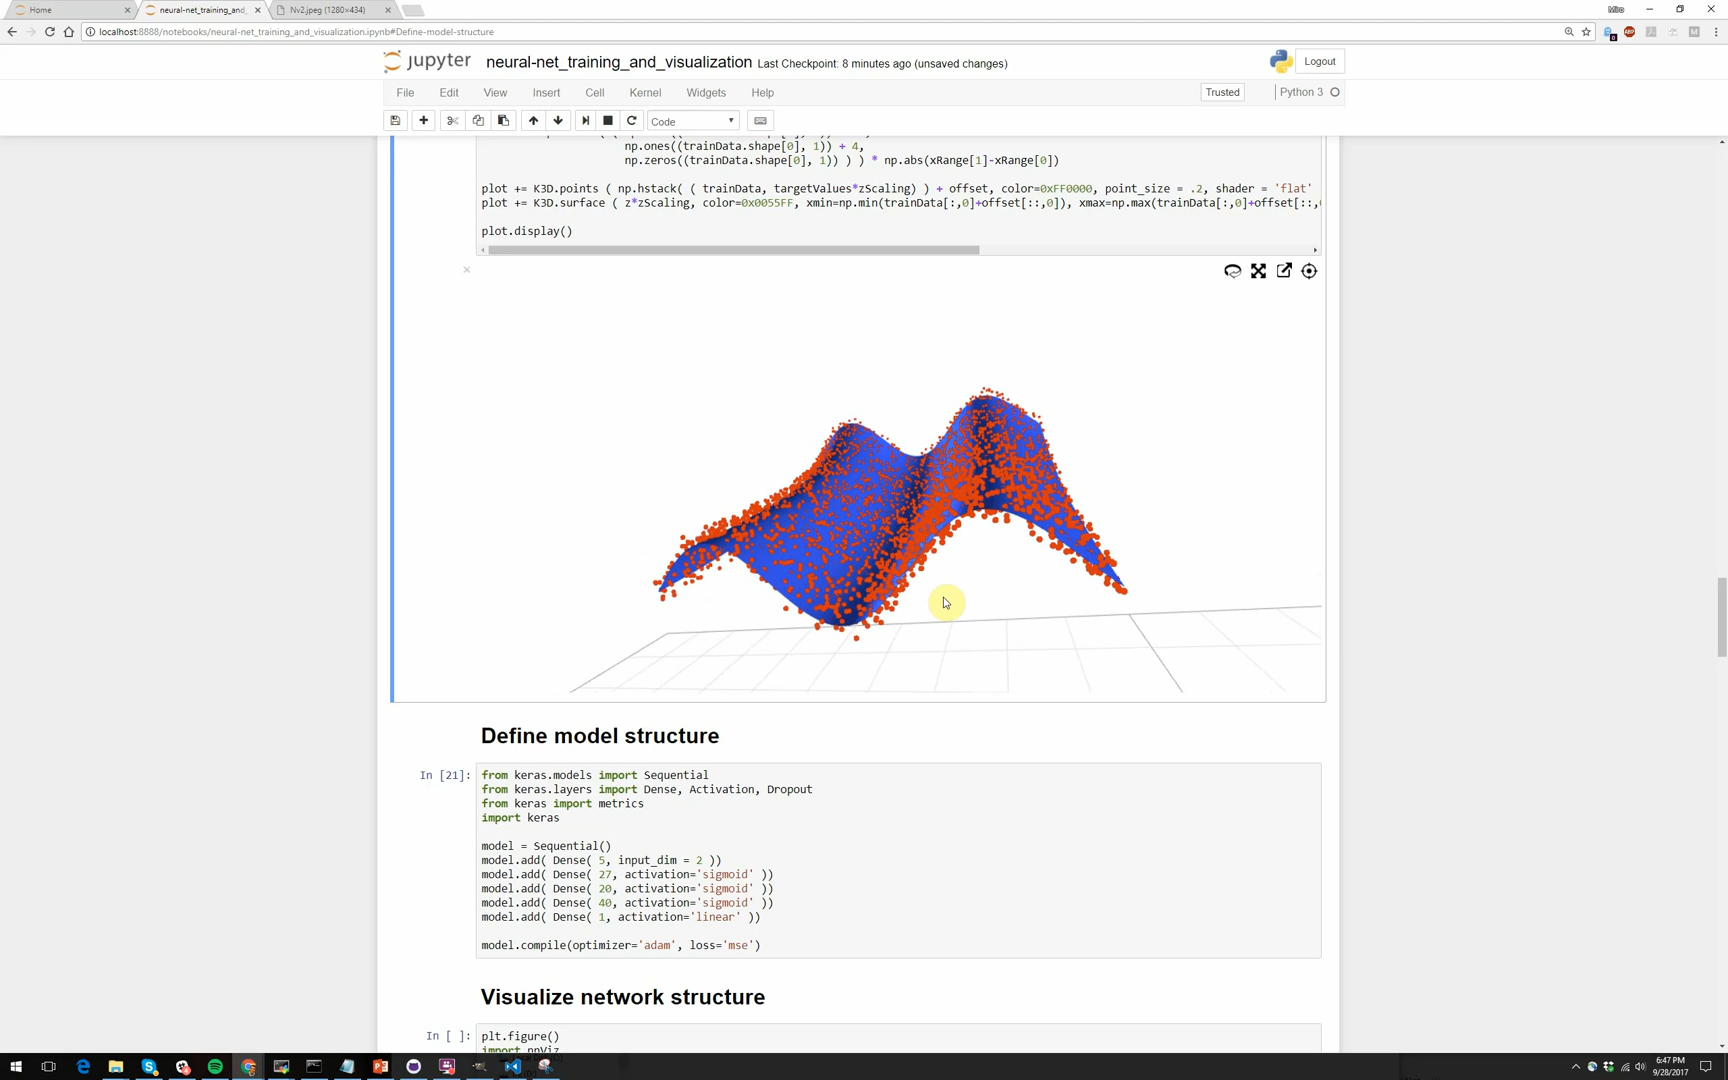 Home
neural-net_training_and_
Nv2.jpeg (1280×434)
Miro
localhost:8888/notebooks/neural-net_training_and_visualization.ipynb#Define-model-structure
jupyter neural-net_training_and_visualization Last Checkpoint: 8 minutes ago (unsaved changes)
Logout
File Edit View Insert Cell Kernel Widgets Help
Trusted
Python 3
Code
np.ones((trainData.shape[0], 1)) + 4,
np.zeros((trainData.shape[0], 1)) ) ) * np.abs(xRange[1]-xRange[0])
plot += K3D.points ( np.hstack( ( trainData, targetValues*zScaling) ) + offset, color=0xFF0000, point_size = .2, shader = 'flat'
plot += K3D.surface ( z*zScaling, color=0x0055FF, xmin=np.min(trainData[:,0]+offset[::,0]), xmax=np.max(trainData[:,0]+offset[::,
plot.display()
Define model structure
In [21]:
from keras.models import Sequential
from keras.layers import Dense, Activation, Dropout
from keras import metrics
import keras
model = Sequential()
model.add( Dense( 5, input_dim = 2 ))
model.add( Dense( 27, activation='sigmoid' ))
model.add( Dense( 20, activation='sigmoid' ))
model.add( Dense( 40, activation='sigmoid' ))
model.add( Dense( 1, activation='linear' ))
model.compile(optimizer='adam', loss='mse')
Visualize network structure
In [ ]:
plt.figure()
import nnViz
6:47 PM
9/28/2017